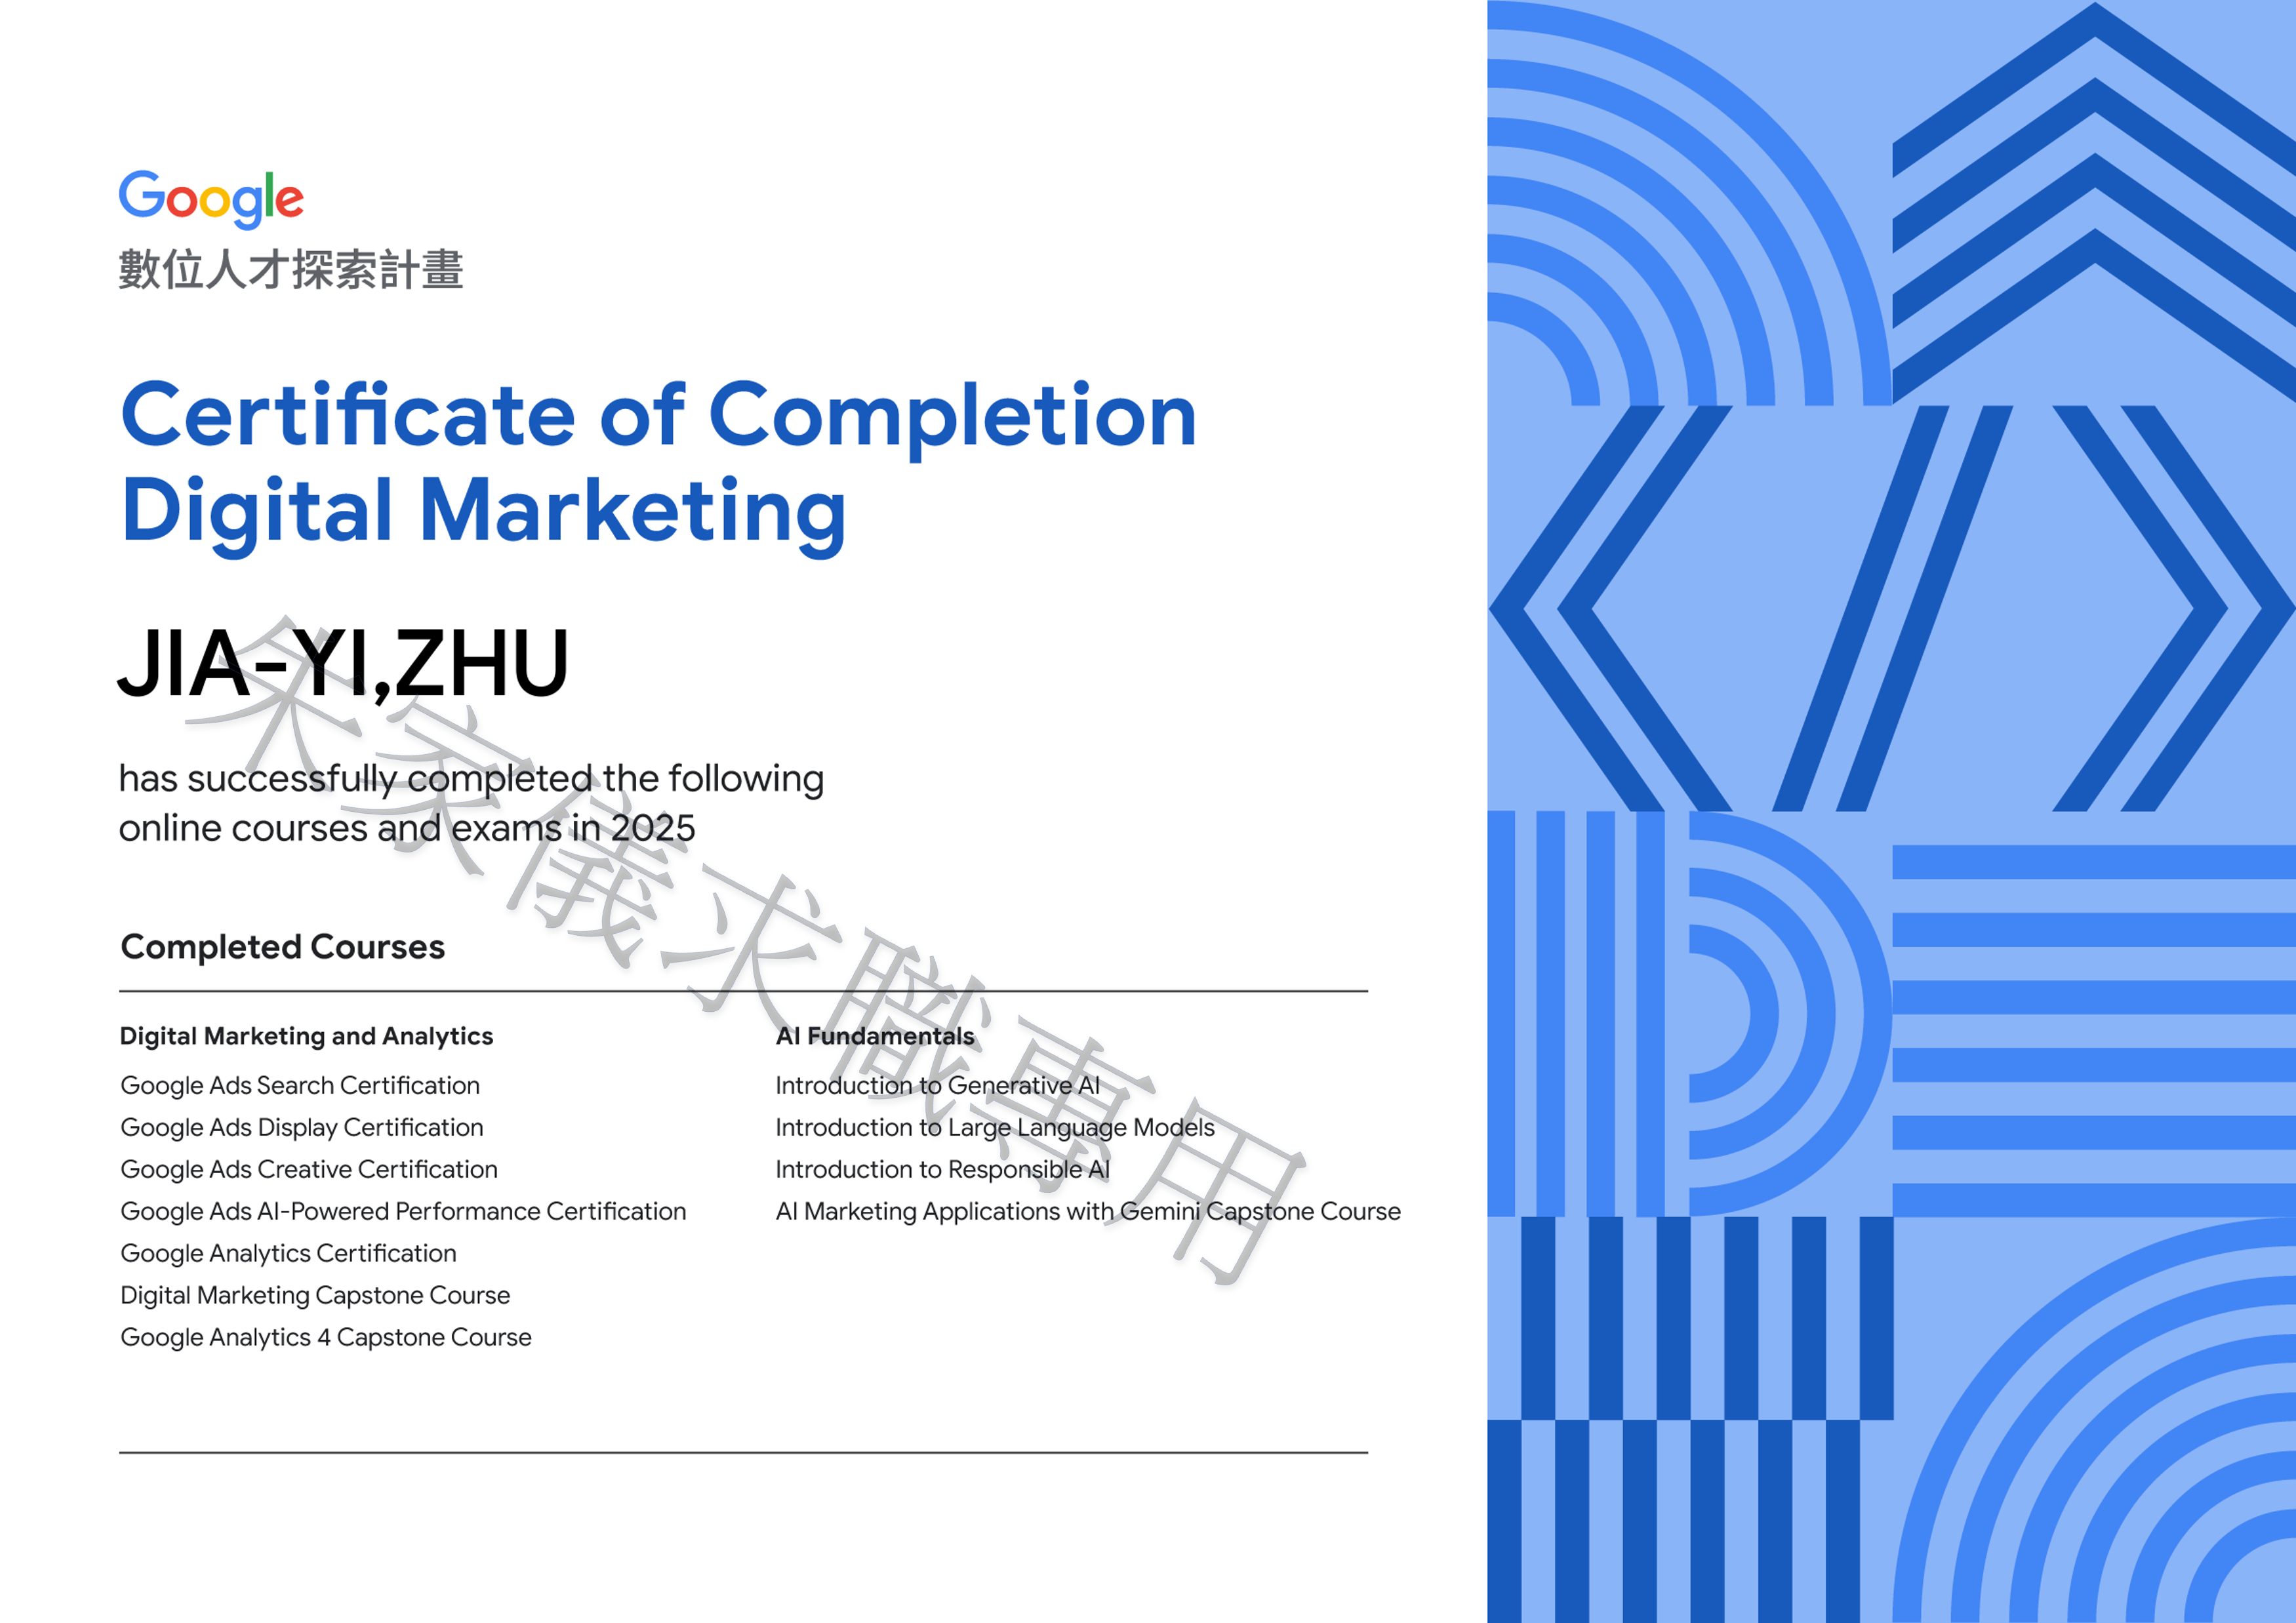 Google
數位人才探索計畫
Certificate of Completion
Digital Marketing
JIA-YI,ZHU
has successfully completed the following
online courses and exams in 2025
朱家儀求職專用
Completed Courses
Digital Marketing and Analytics
Google Ads Search Certification
Google Ads Display Certification
Google Ads Creative Certification
Google Ads AI-Powered Performance Certification
Google Analytics Certification
Digital Marketing Capstone Course
Google Analytics 4 Capstone Course
AI Fundamentals
Introduction to Generative AI
Introduction to Large Language Models
Introduction to Responsible AI
AI Marketing Applications with Gemini Capstone Course